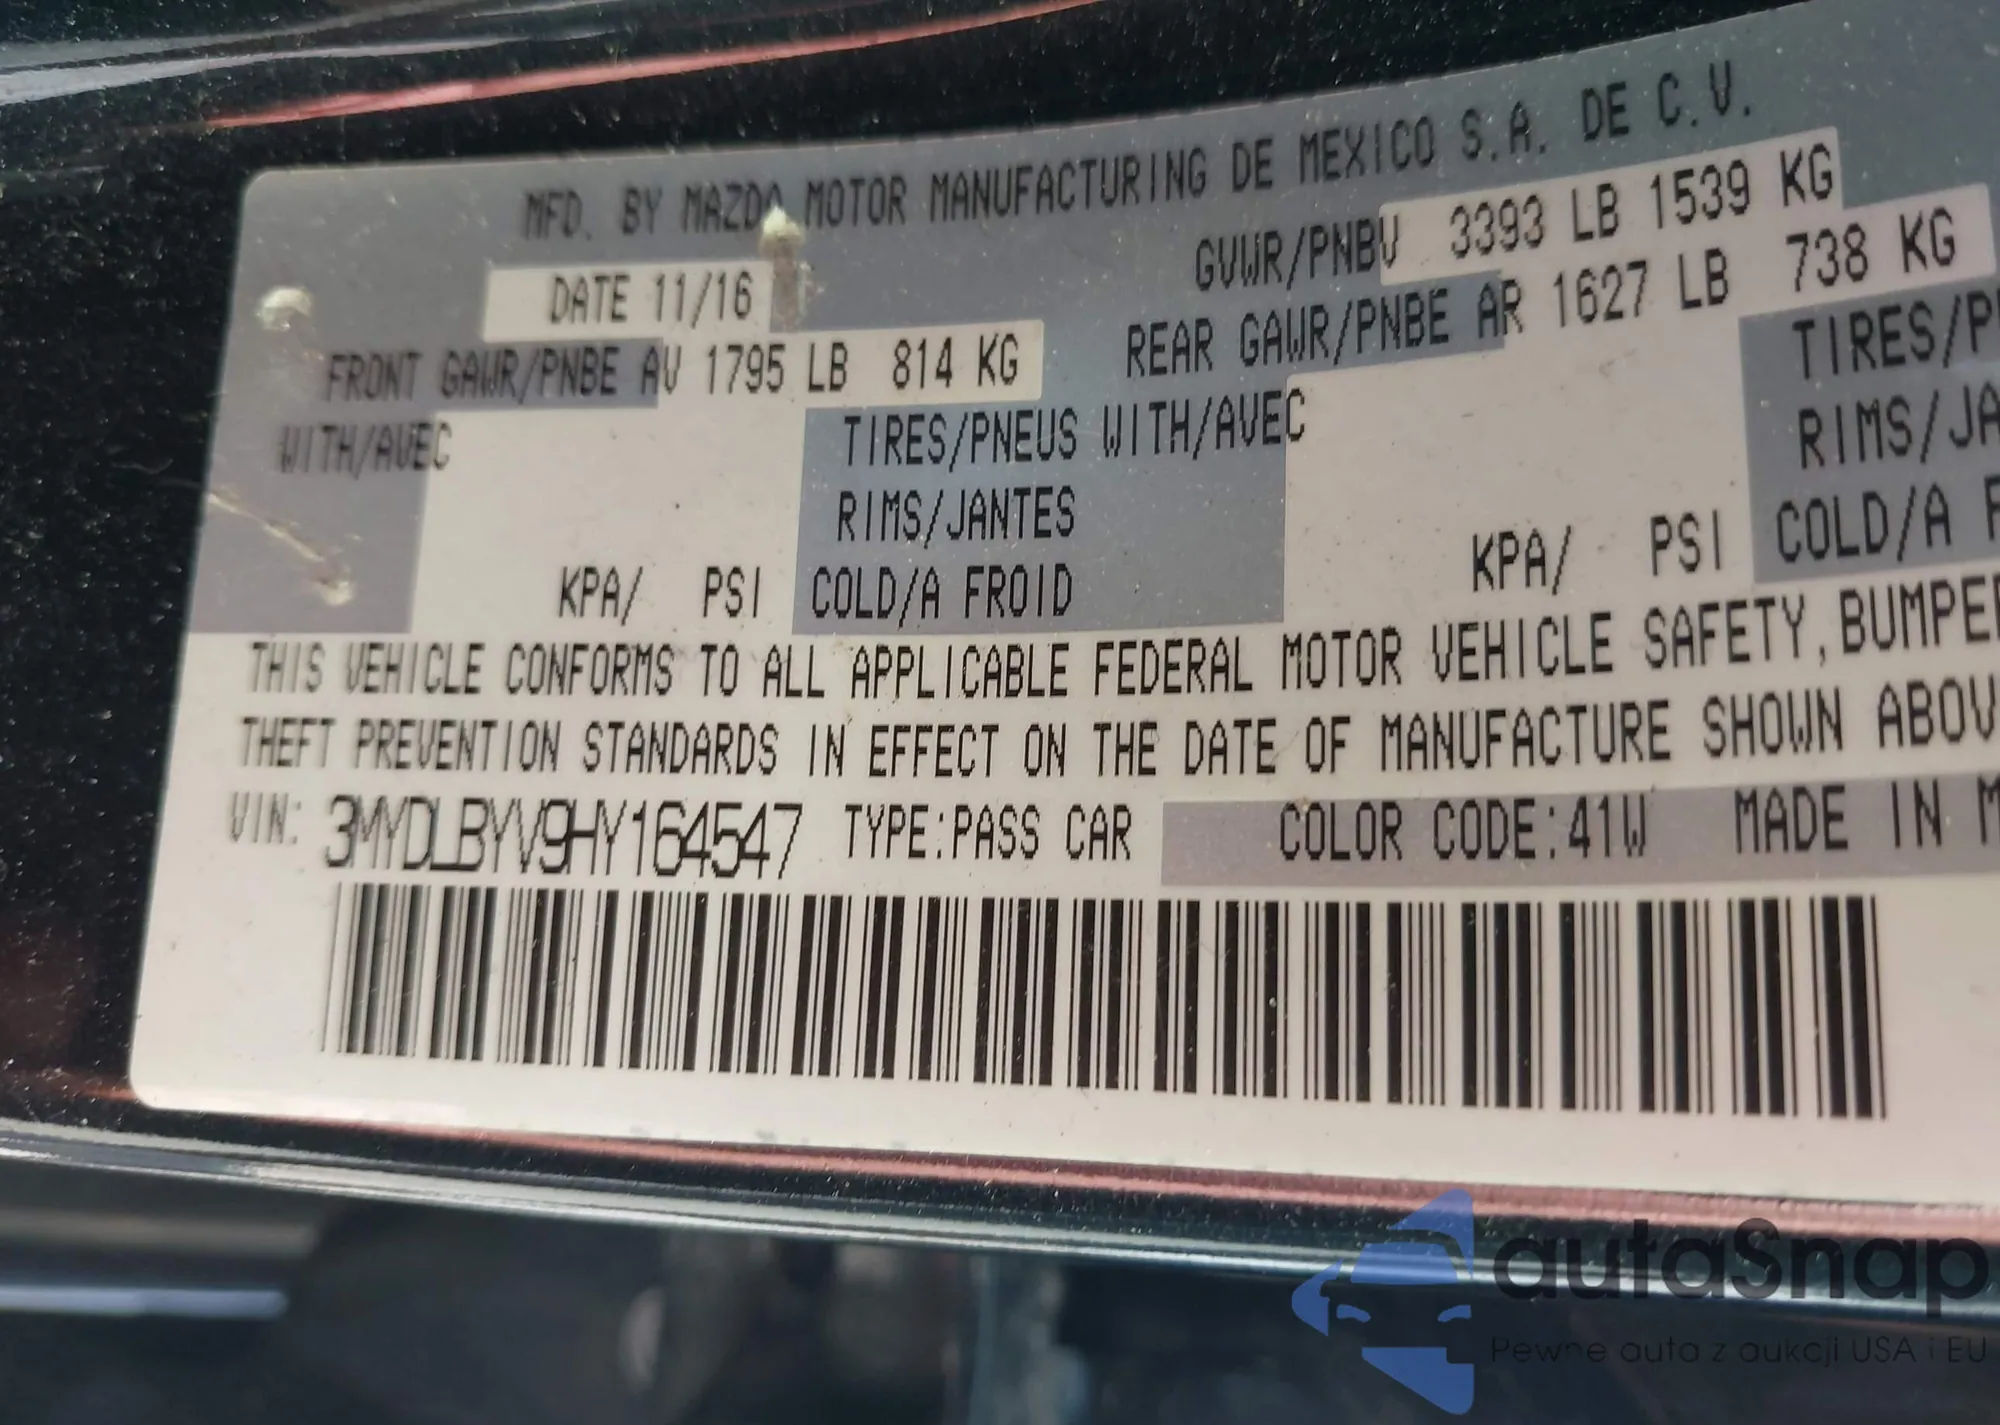 MFD. BY MAZDA MOTOR MANUFACTURING DE MEXICO S.A. DE C.V.
DATE 11/16 GVWR/PNBV 3393 LB 1539 KG
FRONT GAWR/PNBE AV 1795 LB 814 KG REAR GAWR/PNBE AR 1627 LB 738 KG
WITH/AVEC TIRES/PNEUS WITH/AVEC TIRES/P
RIMS/JANTES RIMS/JA
KPA/ PSI COLD/A FROID KPA/ PSI COLD/A F
THIS VEHICLE CONFORMS TO ALL APPLICABLE FEDERAL MOTOR VEHICLE SAFETY, BUMPER
THEFT PREVENTION STANDARDS IN EFFECT ON THE DATE OF MANUFACTURE SHOWN ABOV
VIN: 3MYDLBYV9HY164547 TYPE:PASS CAR COLOR CODE:41W MADE IN M
autaSnap
Pewne auta z aukcji USA i EU